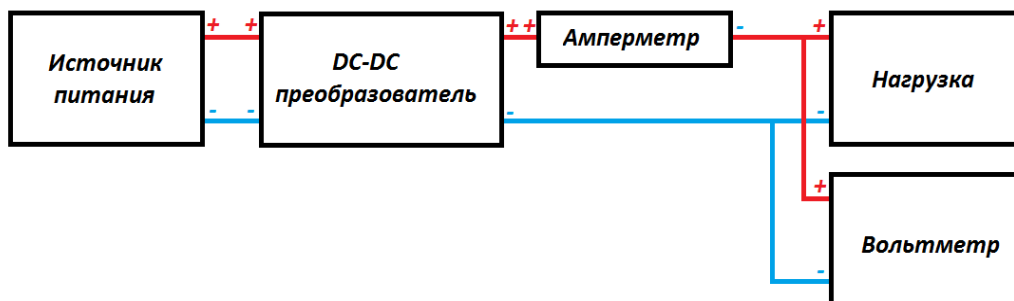 + + ++ - +
Источник
питания
DC-DC
преобразователь
Амперметр
Нагрузка
- - - -
+
Вольтметр
-